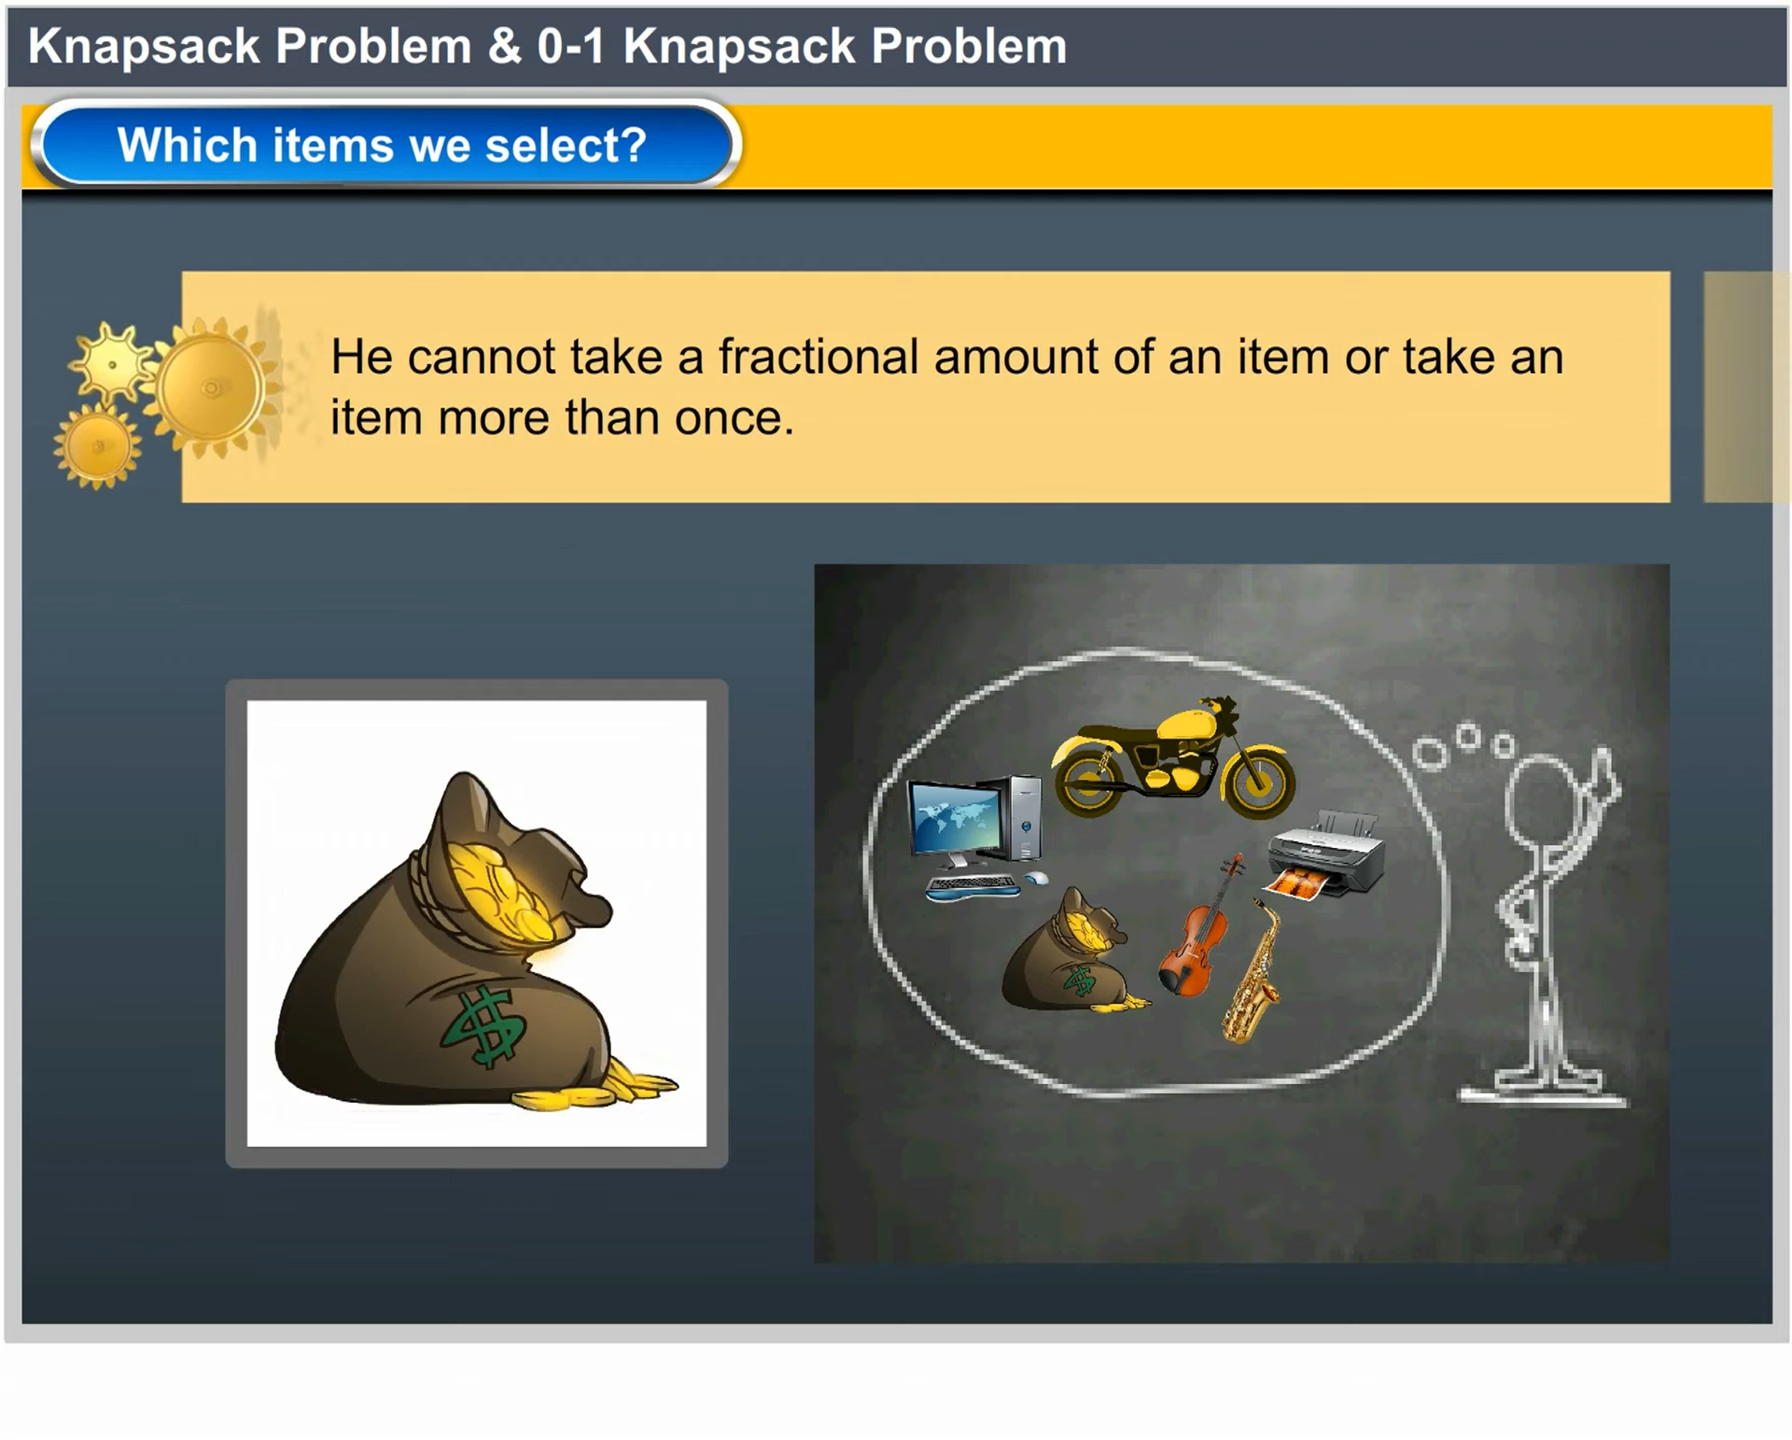 Knapsack Problem & 0-1 Knapsack Problem
Which items we select?
He cannot take a fractional amount of an item or take an
item more than once.